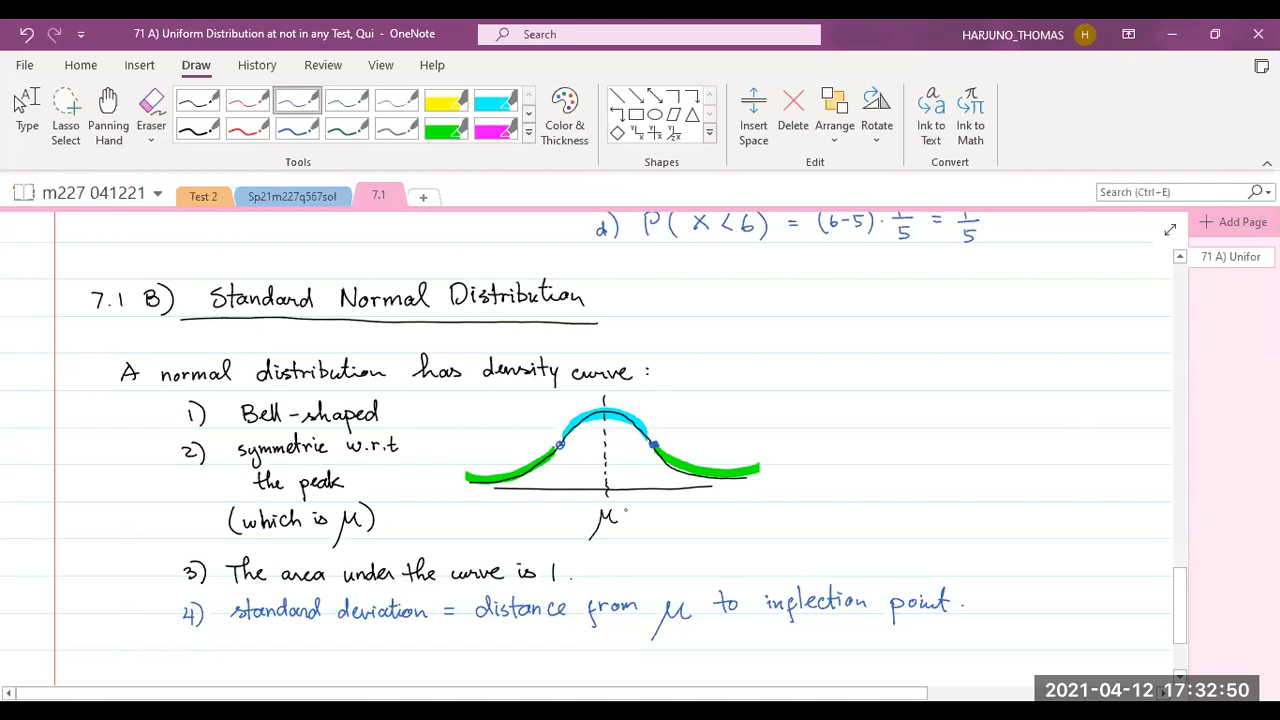 71 A) Uniform Distribution at not in any Test, Qui - OneNote
Search
HARJUNO_THOMAS
H
File Home Insert Draw History Review View Help
Type
Lasso Select
Panning Hand
Eraser
Color & Thickness
Insert Space
Delete
Arrange
Rotate
Ink to Text
Ink to Math
Tools
Shapes
Edit
Convert
m227 041221
Test 2
Sp21m227q567sol
7.1
Search (Ctrl+E)
Add Page
71 A) Unifor
d) P( X < 6) = (6-5) · 1/5 = 1/5
7.1 B) Standard Normal Distribution
A normal distribution has density curve :
1) Bell-shaped
2) symmetric w.r.t
the peak
(which is μ)
μ
3) The area under the curve is 1.
4) standard deviation = distance from μ to inflection point.
2021-04-12 17:32:50